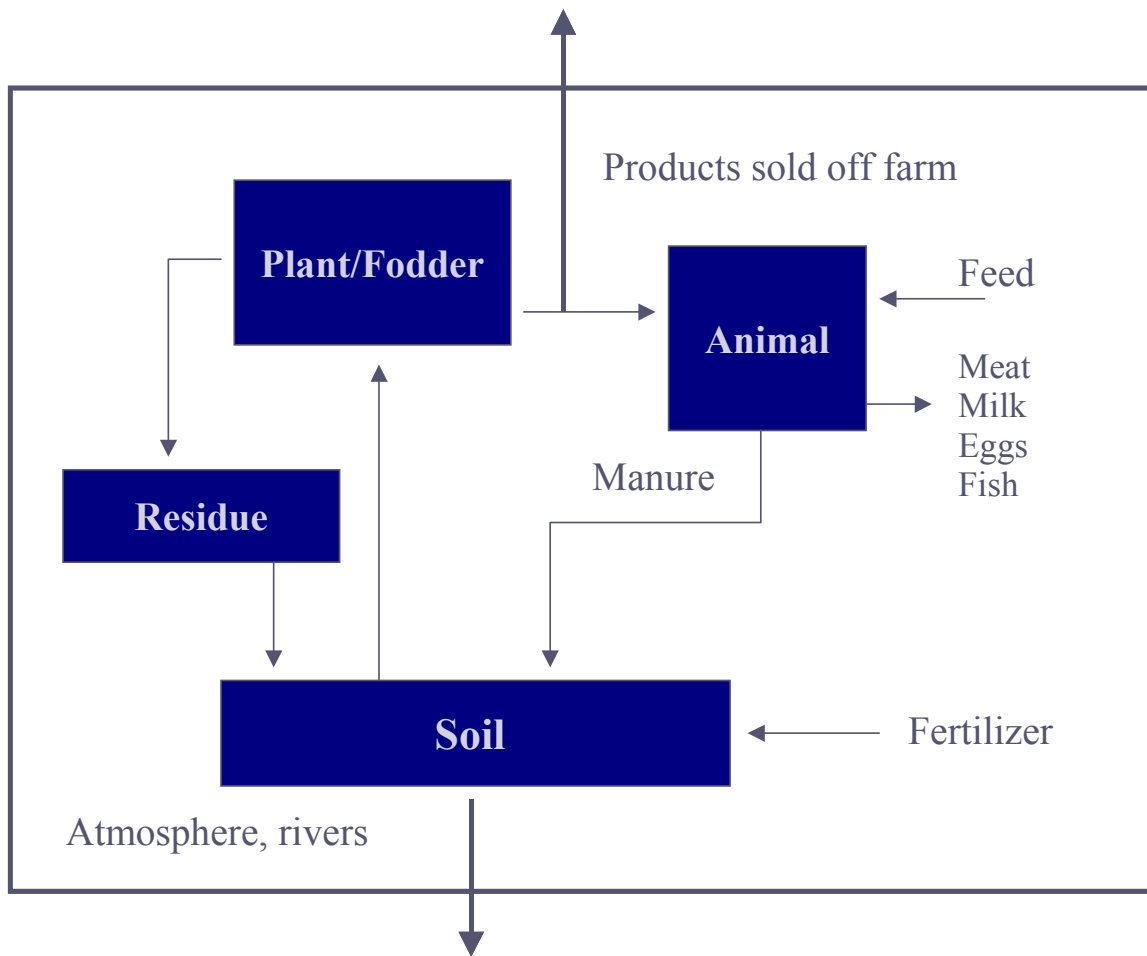 Products sold off farm
Plant/Fodder
Feed
Animal
Meat
Milk
Eggs
Fish
Manure
Residue
Soil
Fertilizer
Atmosphere, rivers